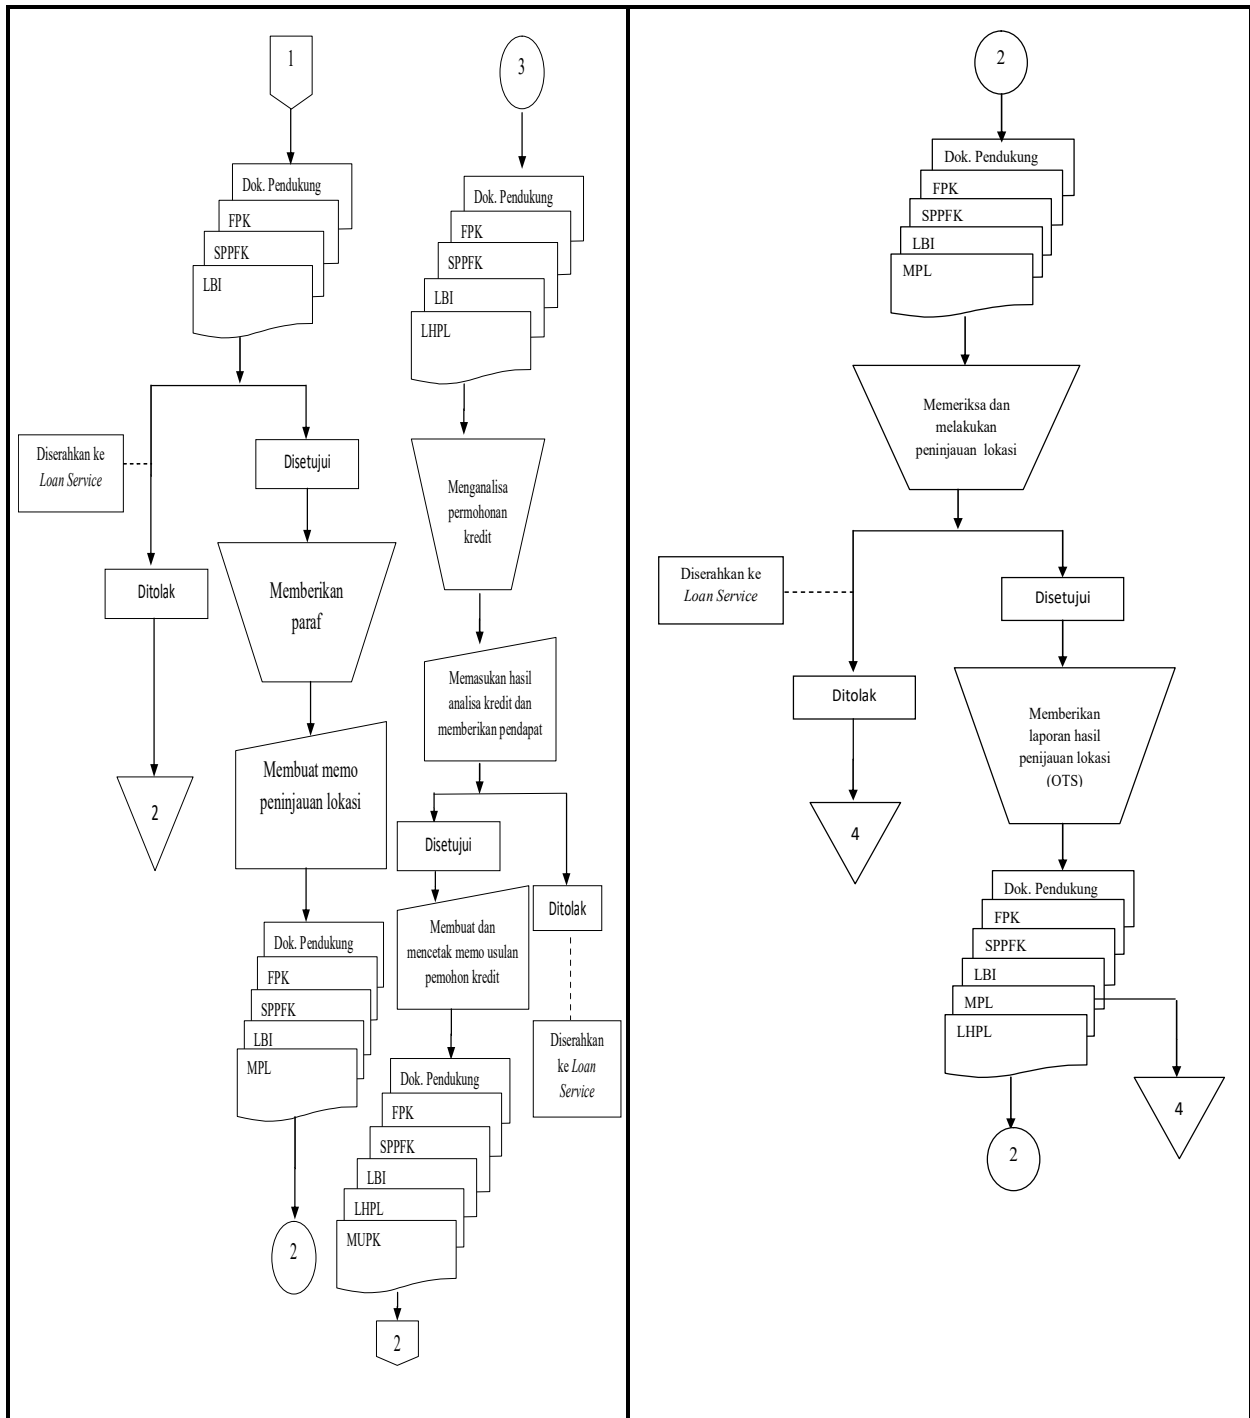 1
Dok. Pendukung
FPK
SPPFK
LBI
Diserahkan ke
Loan Service
Disetujui
Ditolak
Memberikan
paraf
2
Membuat memo
peninjauan lokasi
Dok. Pendukung
FPK
SPPFK
LBI
MPL
2
3
Dok. Pendukung
FPK
SPPFK
LBI
LHPL
Menganalisa
permohonan
kredit
Memasukan hasil
analisa kredit dan
memberikan pendapat
Disetujui
Ditolak
Membuat dan
mencetak memo usulan
pemohon kredit
Diserahkan
ke Loan
Service
Dok. Pendukung
FPK
SPPFK
LBI
LHPL
MUPK
2
2
Dok. Pendukung
FPK
SPPFK
LBI
MPL
Memeriksa dan
melakukan
peninjauan lokasi
Diserahkan ke
Loan Service
Disetujui
Ditolak
4
Memberikan
laporan hasil
penijauan lokasi
(OTS)
Dok. Pendukung
FPK
SPPFK
LBI
MPL
LHPL
4
2